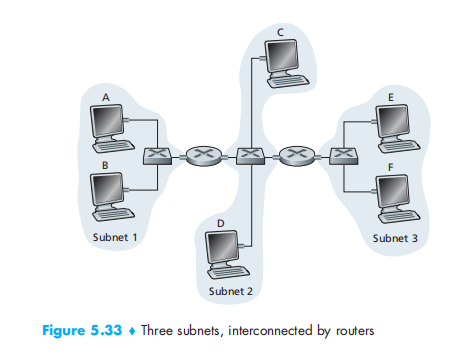 C
A
E
B
F
D
Subnet 1
Subnet 3
Subnet 2
Figure 5.33 ♦ Three subnets, interconnected by routers